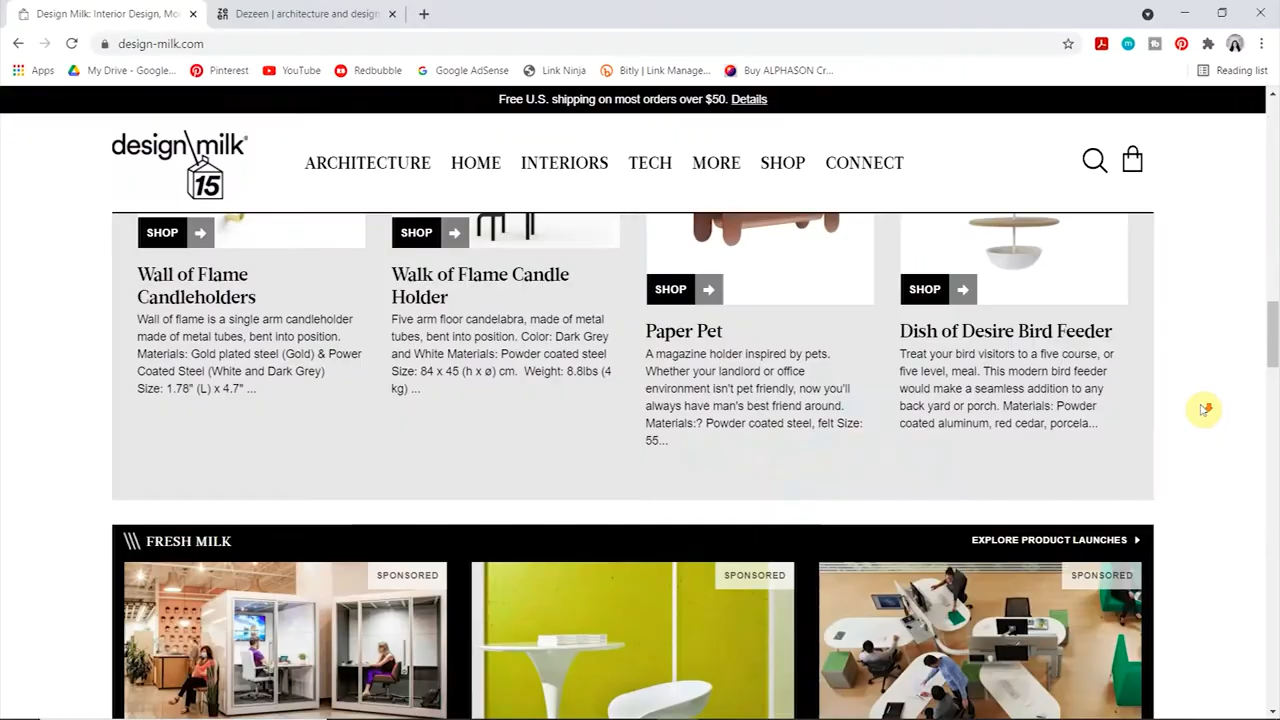 Design Milk: Interior Design, Mo
Dezeen | architecture and design
design-milk.com
Apps
My Drive - Google...
Pinterest
YouTube
Redbubble
Google AdSense
Link Ninja
Bitly | Link Manage...
Buy ALPHASON Cr...
Reading list
Free U.S. shipping on most orders over $50. Details
design\milk
15
ARCHITECTURE HOME INTERIORS TECH MORE SHOP CONNECT
SHOP
SHOP
SHOP
SHOP
Wall of Flame
Candleholders
Wall of flame is a single arm candleholder
made of metal tubes, bent into position.
Materials: Gold plated steel (Gold) & Power
Coated Steel (White and Dark Grey)
Size: 1.78" (L) x 4.7" ...
Walk of Flame Candle
Holder
Five arm floor candelabra, made of metal
tubes, bent into position. Color: Dark Grey
and White Materials: Powder coated steel
Size: 84 x 45 (h x ø) cm. Weight: 8.8lbs (4
kg) ...
Paper Pet
A magazine holder inspired by pets.
Whether your landlord or office
environment isn't pet friendly, now you'll
always have man's best friend around.
Materials:? Powder coated steel, felt Size:
55...
Dish of Desire Bird Feeder
Treat your bird visitors to a five course, or
five level, meal. This modern bird feeder
would make a seamless addition to any
back yard or porch. Materials: Powder
coated aluminum, red cedar, porcela...
FRESH MILK
EXPLORE PRODUCT LAUNCHES
SPONSORED
SPONSORED
SPONSORED